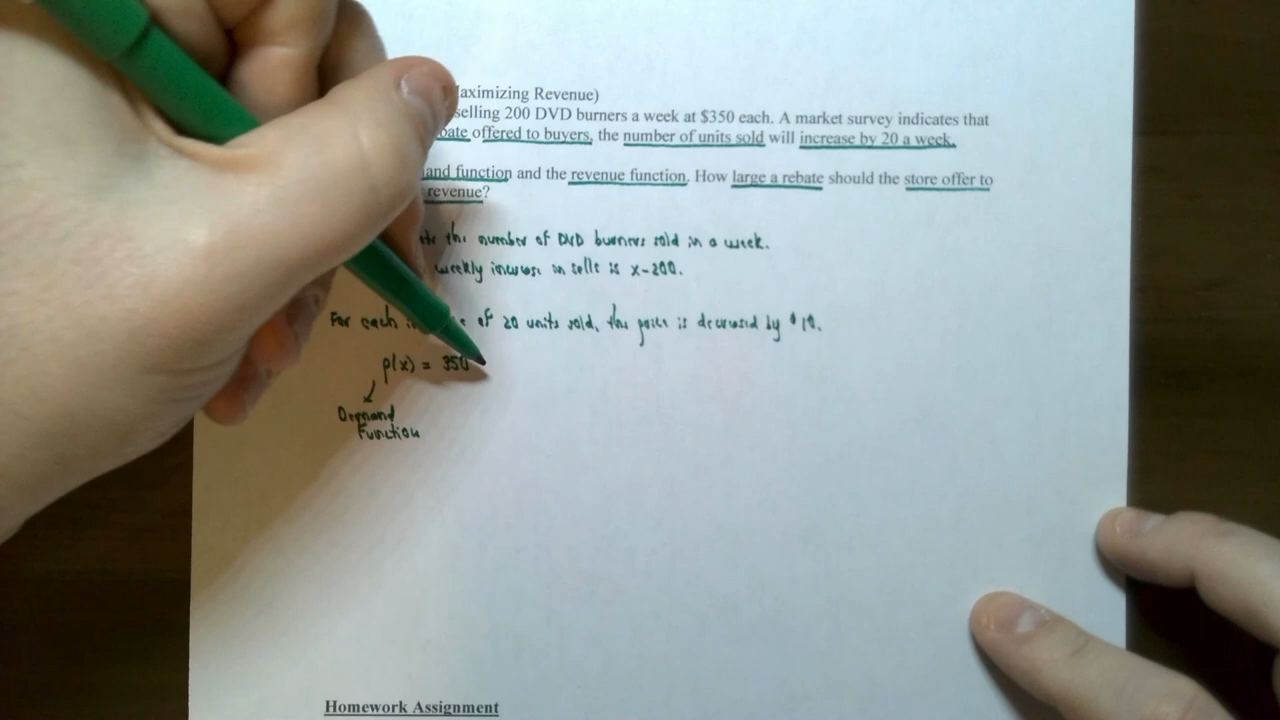 Maximizing Revenue)
selling 200 DVD burners a week at $350 each. A market survey indicates that
offered to buyers, the number of units sold will increase by 20 a week.
and function and the revenue function. How large a rebate should the store offer to
revenue?
the number of DVD burners sold in a week.
weekly increase in sells is x-200.
For each of 20 units sold, the price is decreased by $10.
p(x) = 350
Demand
Function
Homework Assignment